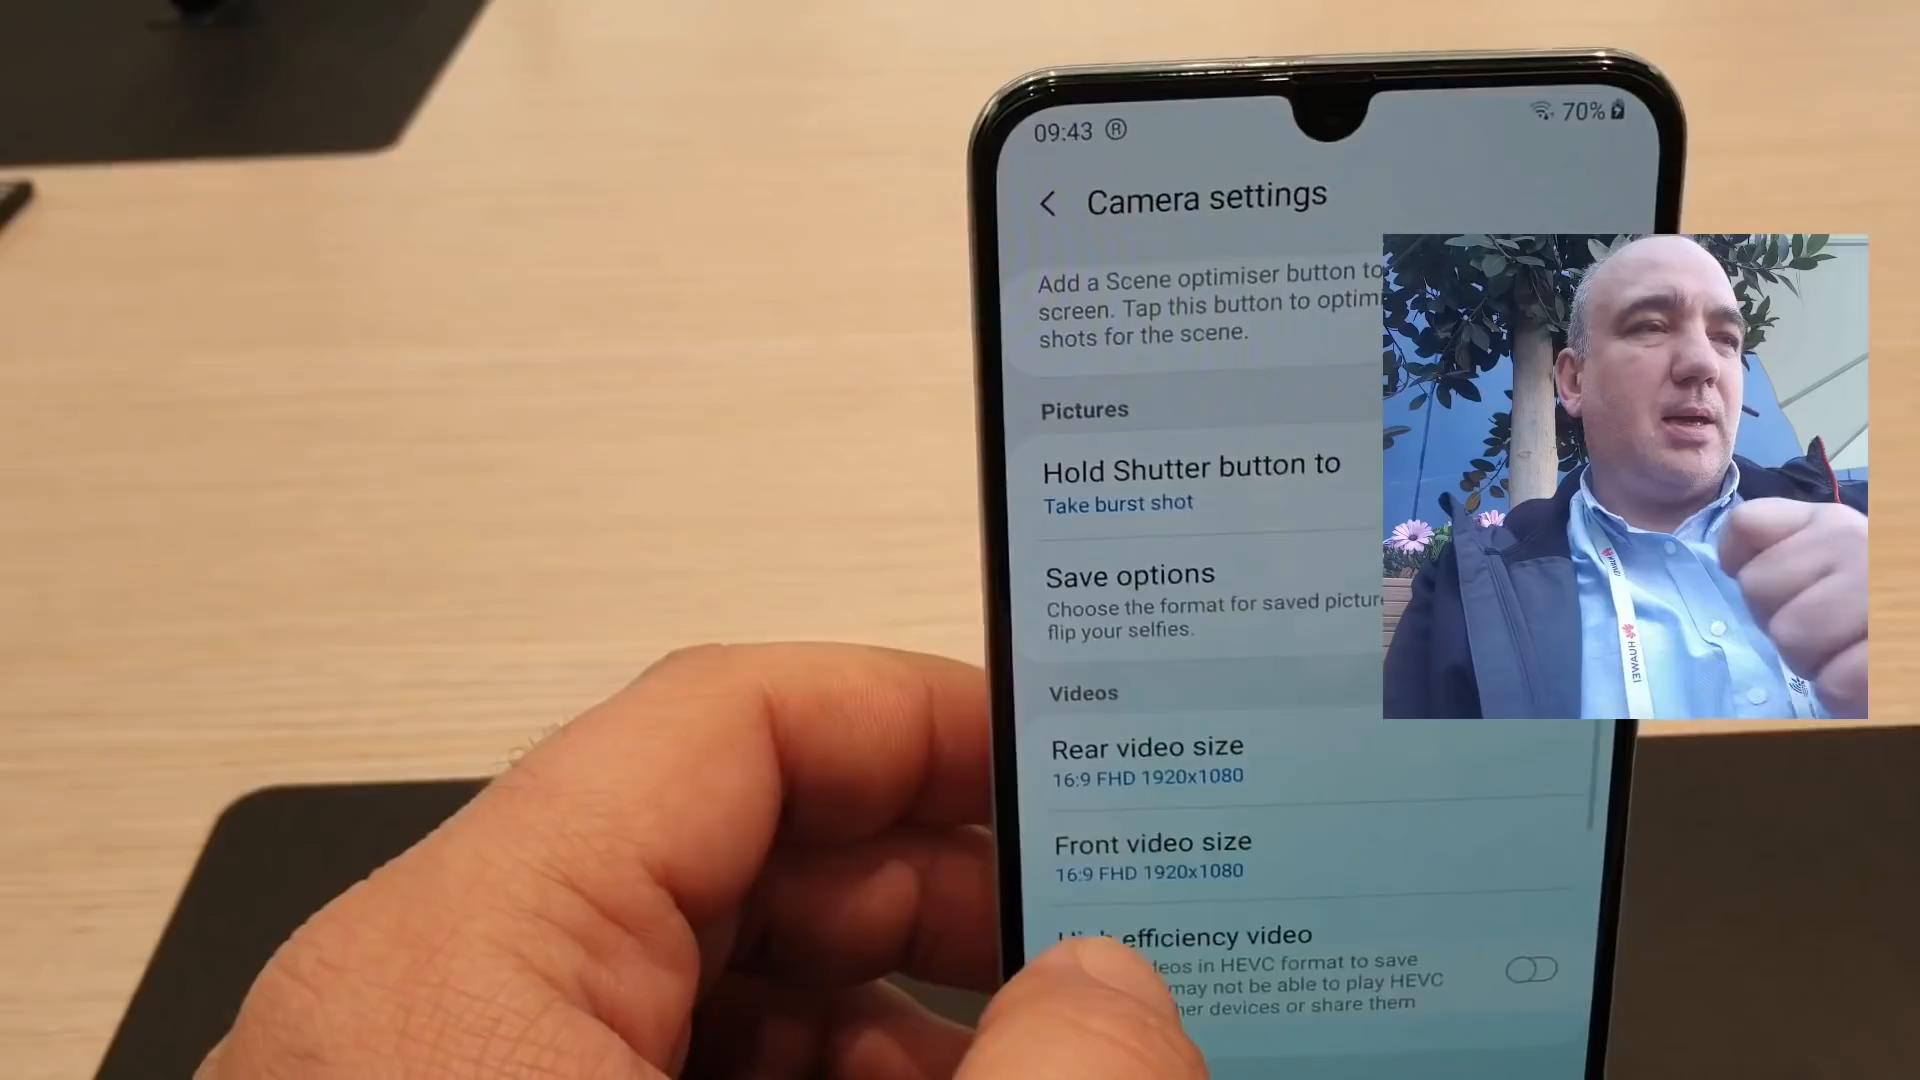 09:43 R
70%
Camera settings
Add a Scene optimiser button to
screen. Tap this button to optim
shots for the scene.
Pictures
Hold Shutter button to
Take burst shot
Save options
Choose the format for saved pictur
flip your selfies.
Videos
Rear video size
16:9 FHD 1920x1080
Front video size
16:9 FHD 1920x1080
efficiency video
in HEVC format to save
may not be able to play HEVC
devices or share them
HUAWEI